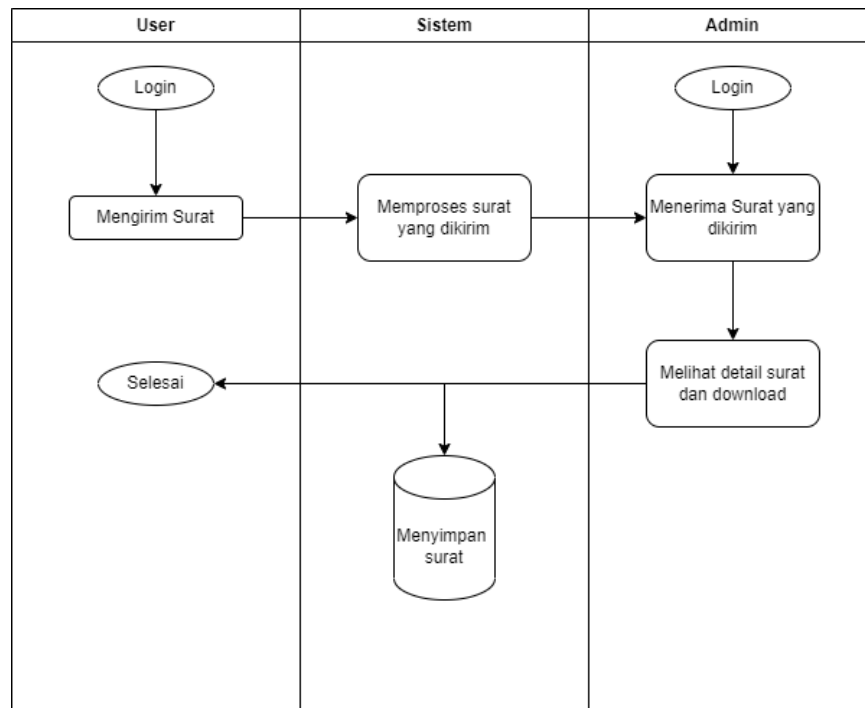 User
Sistem
Admin
Login
Login
Mengirim Surat
Memproses surat
yang dikirim
Menerima Surat yang
dikirim
Selesai
Melihat detail surat
dan download
Menyimpan
surat